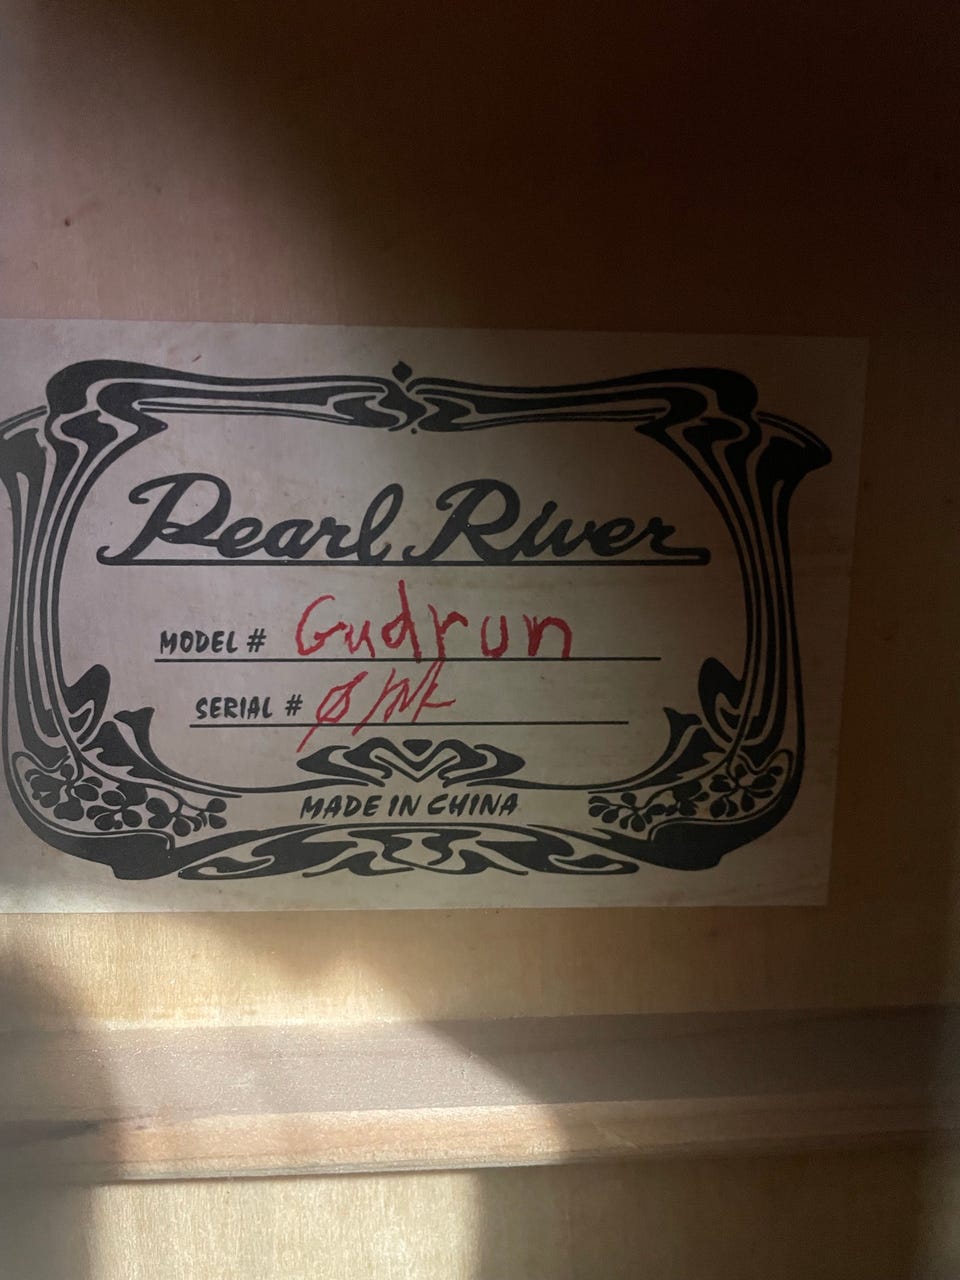 Pearl River
MODEL # Gudrun
SERIAL #
MADE IN CHINA